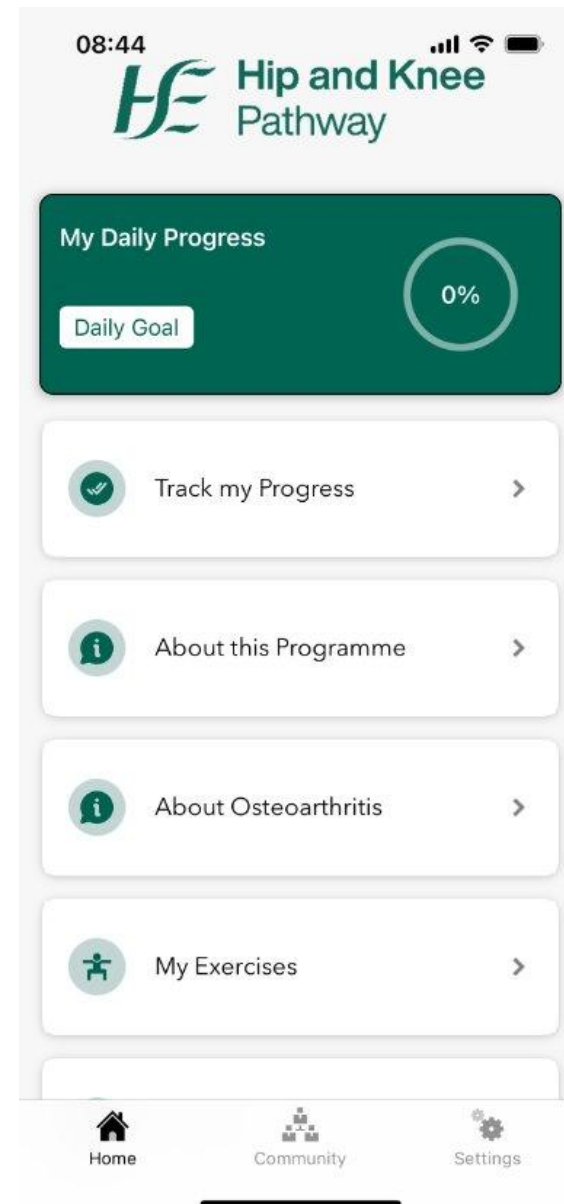 08:44
HSE Hip and Knee
Pathway
My Daily Progress
0%
Daily Goal
Track my Progress
About this Programme
About Osteoarthritis
My Exercises
Home Community Settings